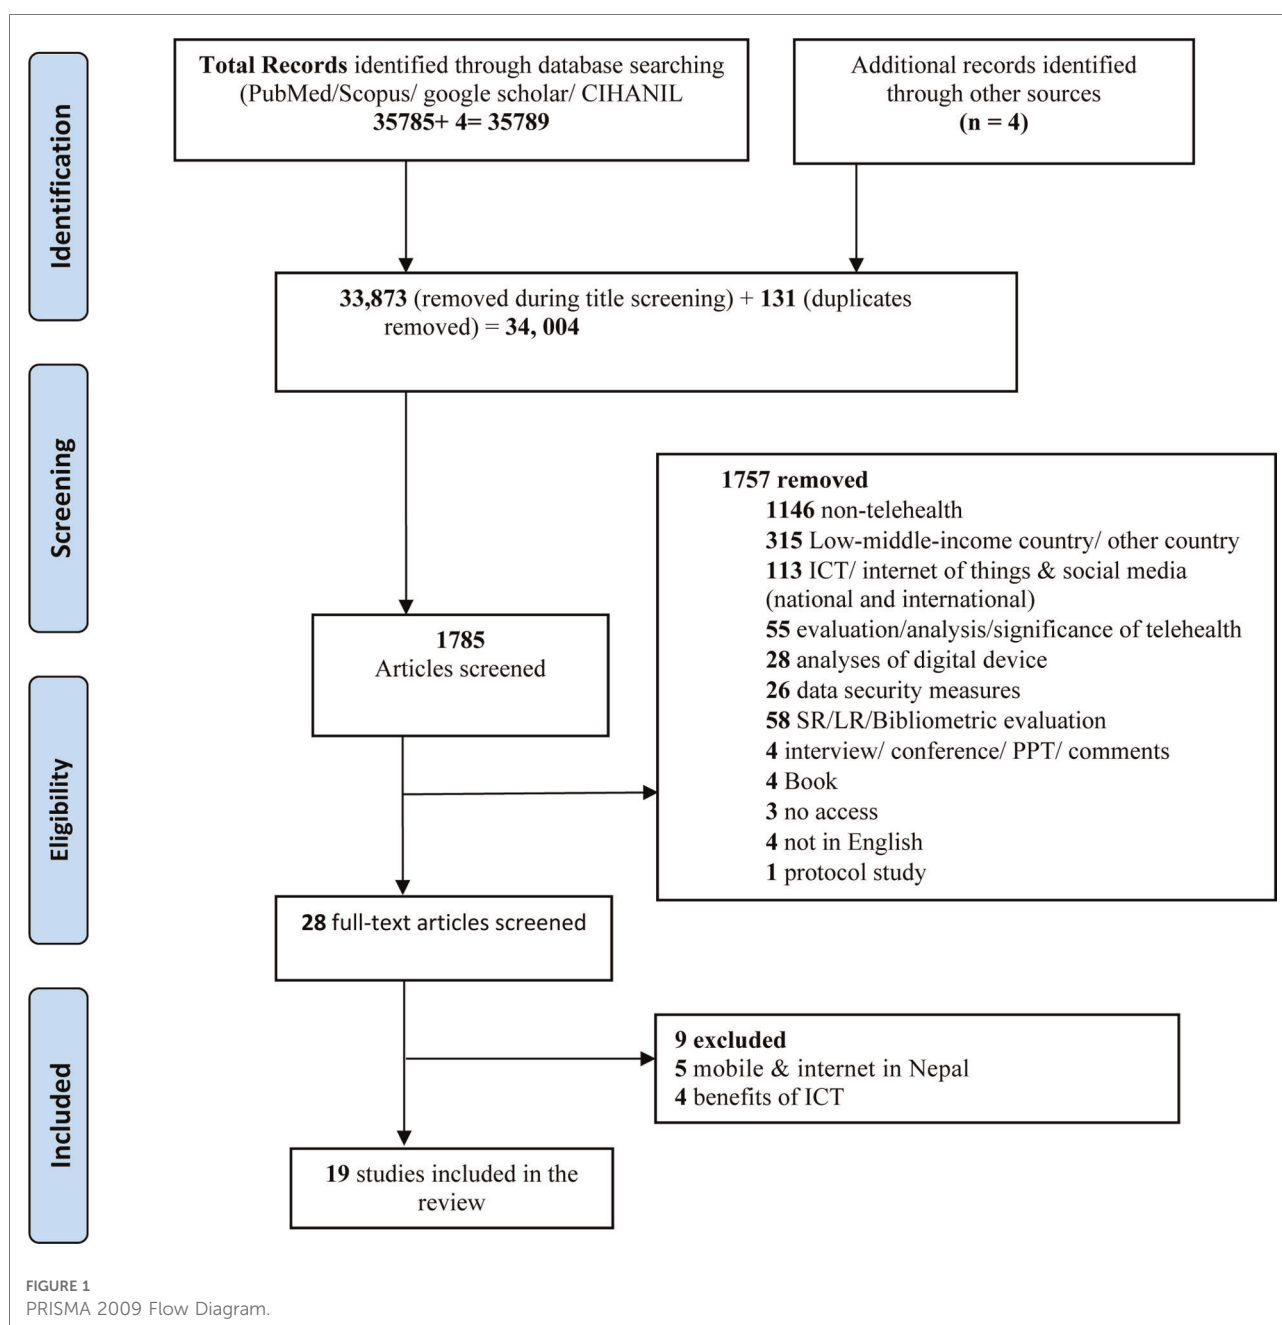 Total Records identified through database searching
(PubMed/Scopus/ google scholar/ CIHANIL
35785+ 4= 35789
Additional records identified
through other sources
(n = 4)
Identification
33,873 (removed during title screening) + 131 (duplicates
removed) = 34, 004
Screening
1757 removed
1146 non-telehealth
315 Low-middle-income country/ other country
113 ICT/ internet of things & social media
(national and international)
55 evaluation/analysis/significance of telehealth
28 analyses of digital device
26 data security measures
58 SR/LR/Bibliometric evaluation
4 interview/ conference/ PPT/ comments
4 Book
3 no access
4 not in English
1 protocol study
1785
Articles screened
Eligibility
28 full-text articles screened
Included
9 excluded
5 mobile & internet in Nepal
4 benefits of ICT
19 studies included in the
review
FIGURE 1
PRISMA 2009 Flow Diagram.